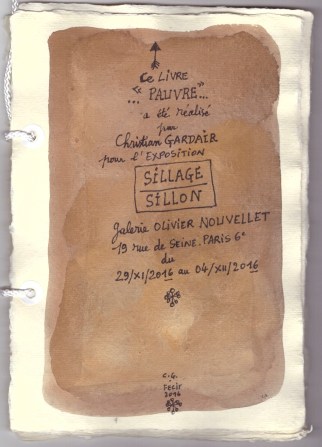 Ce LIVRE
..." PAUVRE"...
a été réalisé
par
Christian GARDAIR
pour l'EXPOSITION
SILLAGE
SILLON
Galerie OLIVIER NOUVELLET
19 rue de SEINE. PARIS 6e
du
29/XI/2016 au 04/XII/2016
C.G.
Fecit
2016